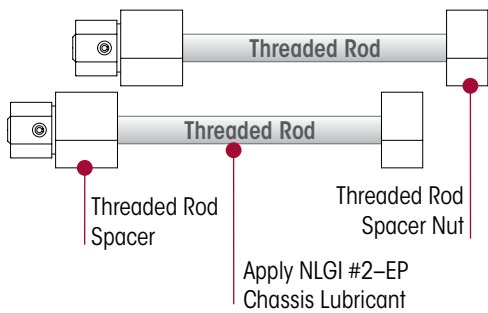 Threaded Rod
Threaded Rod
Threaded Rod
Spacer
Threaded Rod
Spacer Nut
Apply NLGI #2–EP
Chassis Lubricant